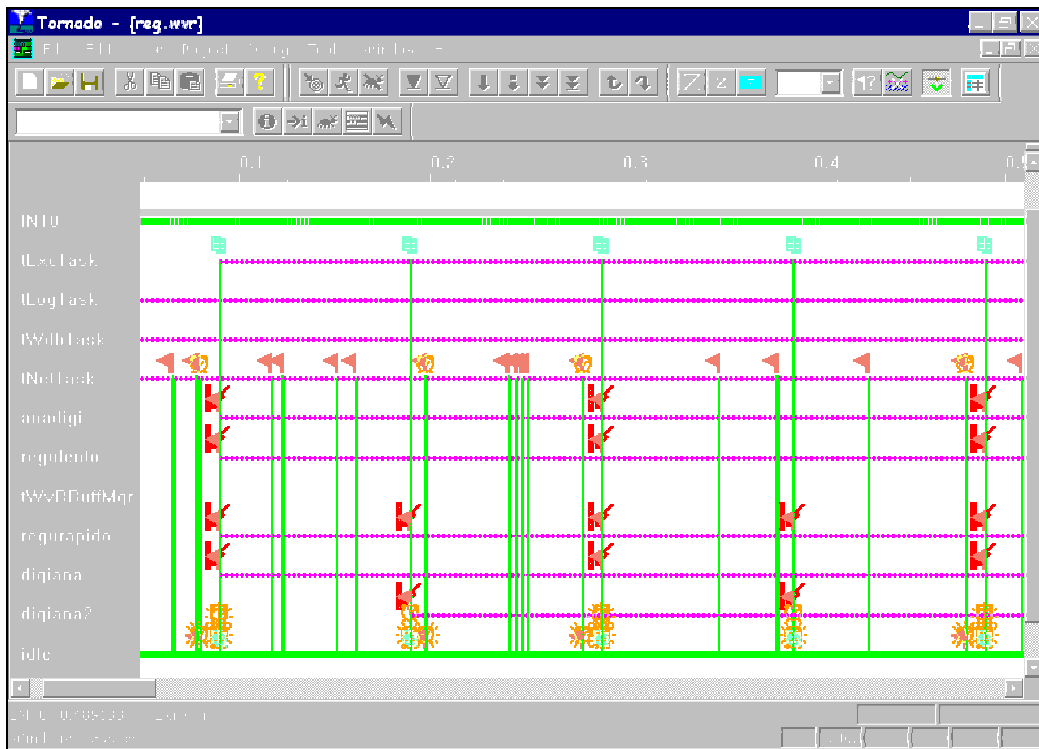 Tornado - [reg.wvr]
0.1 0.2 0.3 0.4
INT0
tExcTask
tLogTask
tWdbTask
tNetTask
anadigi
regulento
tWvRBuffMgr
regurapido
digiana
digiana2
idle